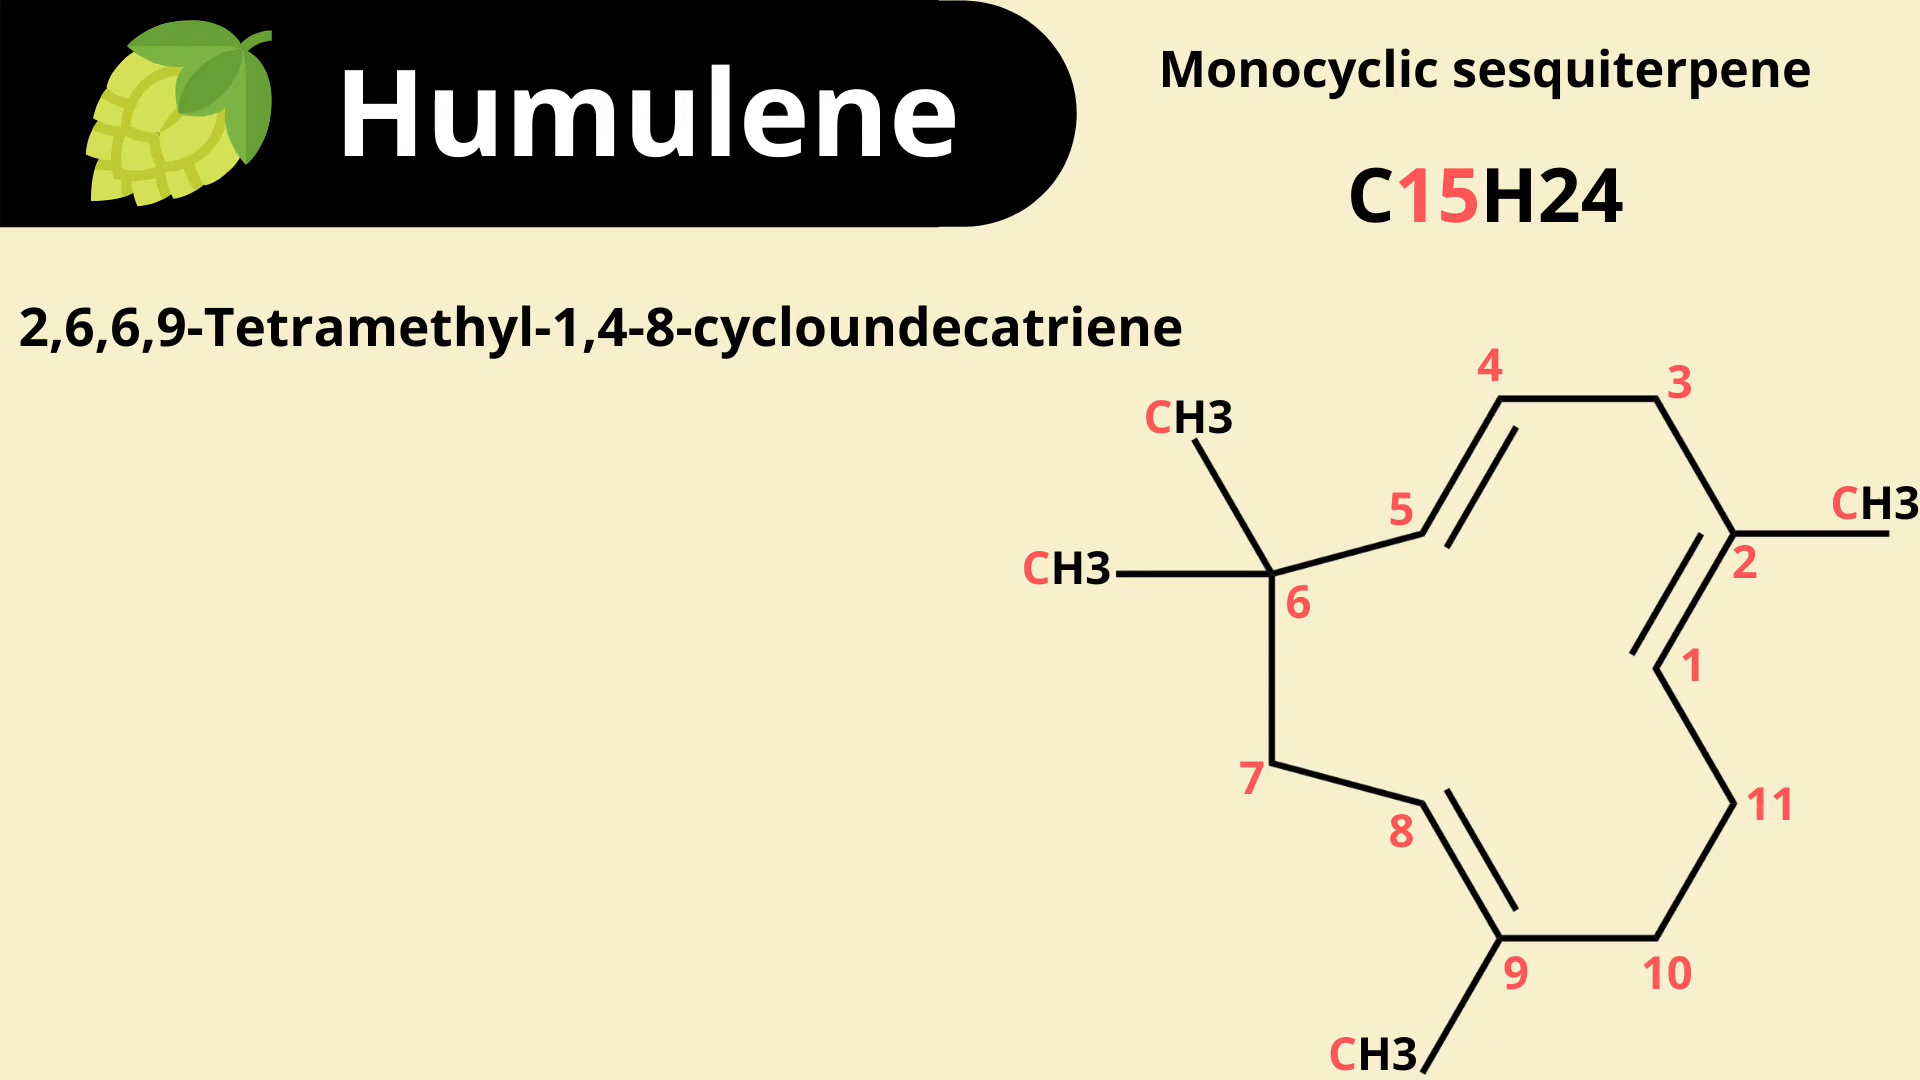 Humulene
Monocyclic sesquiterpene
C15H24
2,6,6,9-Tetramethyl-1,4-8-cycloundecatriene
4
3
CH3
5
CH3
2
CH3
6
1
7
8
11
9
10
CH3